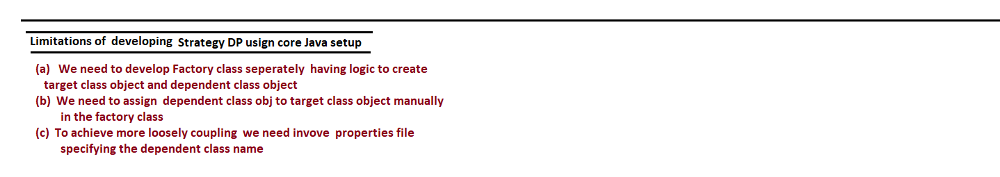 Limitations of developing Strategy DP usign core Java setup
(a) We need to develop Factory class seperately having logic to create
target class object and dependent class object
(b) We need to assign dependent class obj to target class object manually
in the factory class
(c) To achieve more loosely coupling we need invove properties file
specifying the dependent class name